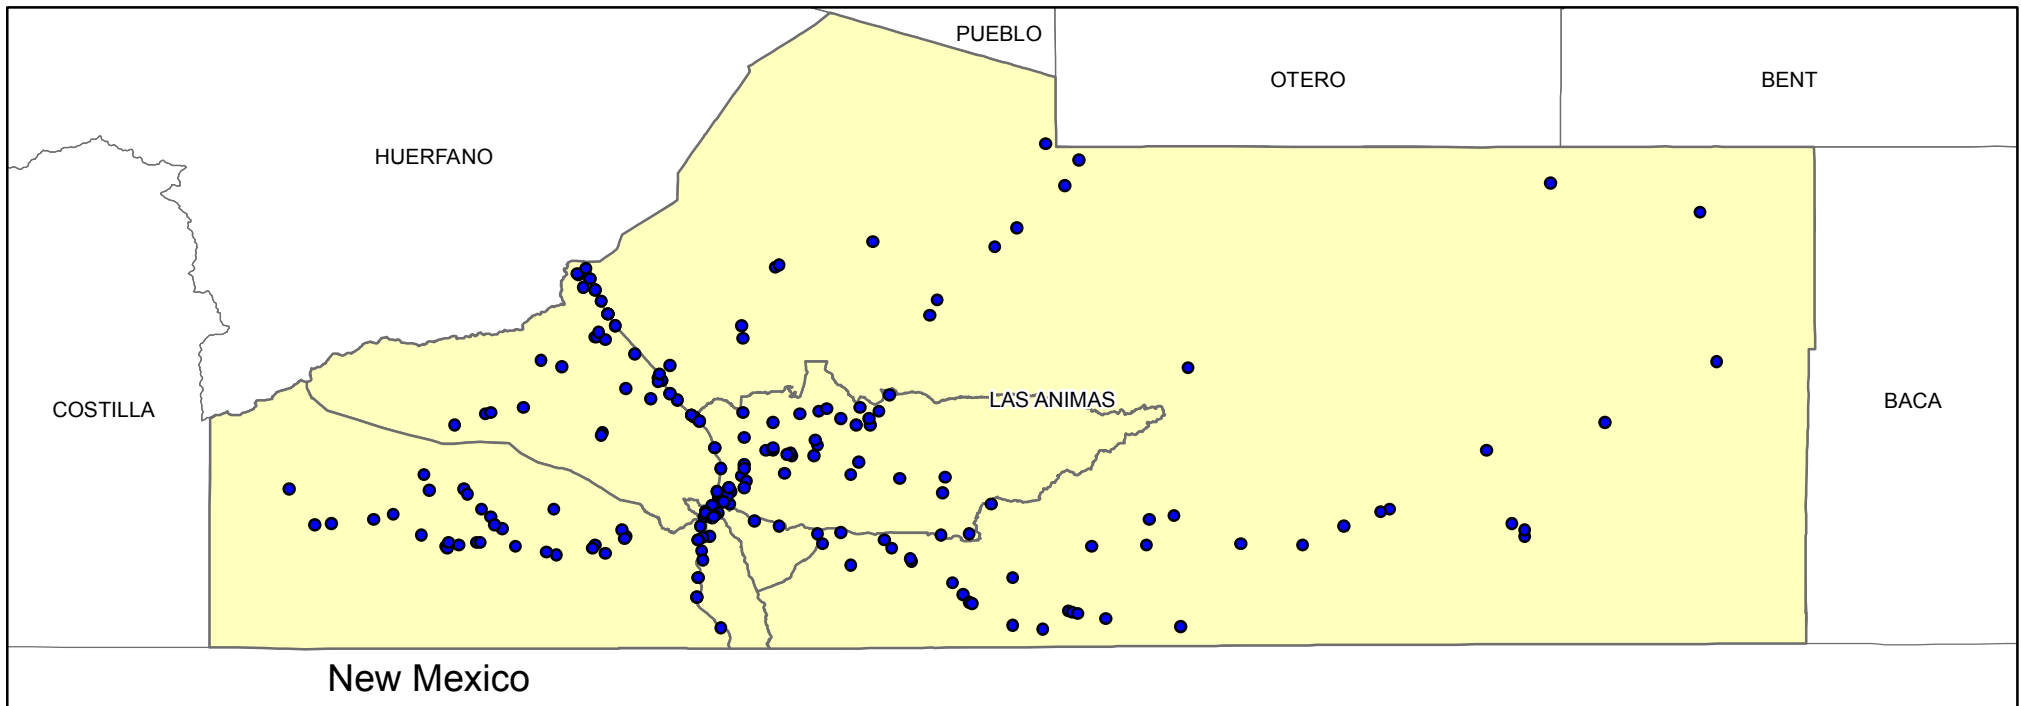 PUEBLO
OTERO
BENT
HUERFANO
LAS ANIMAS
COSTILLA
BACA
New Mexico